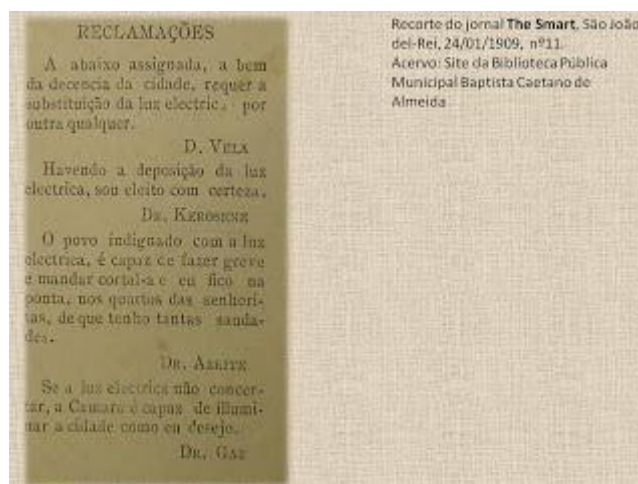 RECLAMAÇÕES
A abaixo assignada, a bem
da decencia da cidade, requer a
substituição da luz electrica por
outra qualquer.
D. VELA
Havendo a deposição da luz
electrica, sou eleito com certeza.
DR. KEROSENE
O povo indignado com a luz
electrica, é capaz de fazer greve
e mandar cortal-a e eu fico na
ponta, nos quartos das senhori-
tas, de que tenho tantas sauda-
des.
DR. AZEITE
Se a luz electrica não concer-
tar, a Camara é capaz de illumi-
nar a cidade como eu desejo.
DR. GAZ
Recorte do jornal The Smart, São João
del-Rei, 24/01/1909, nº11.
Acervo: Site da Biblioteca Pública
Municipal Baptista Caetano de
Almeida